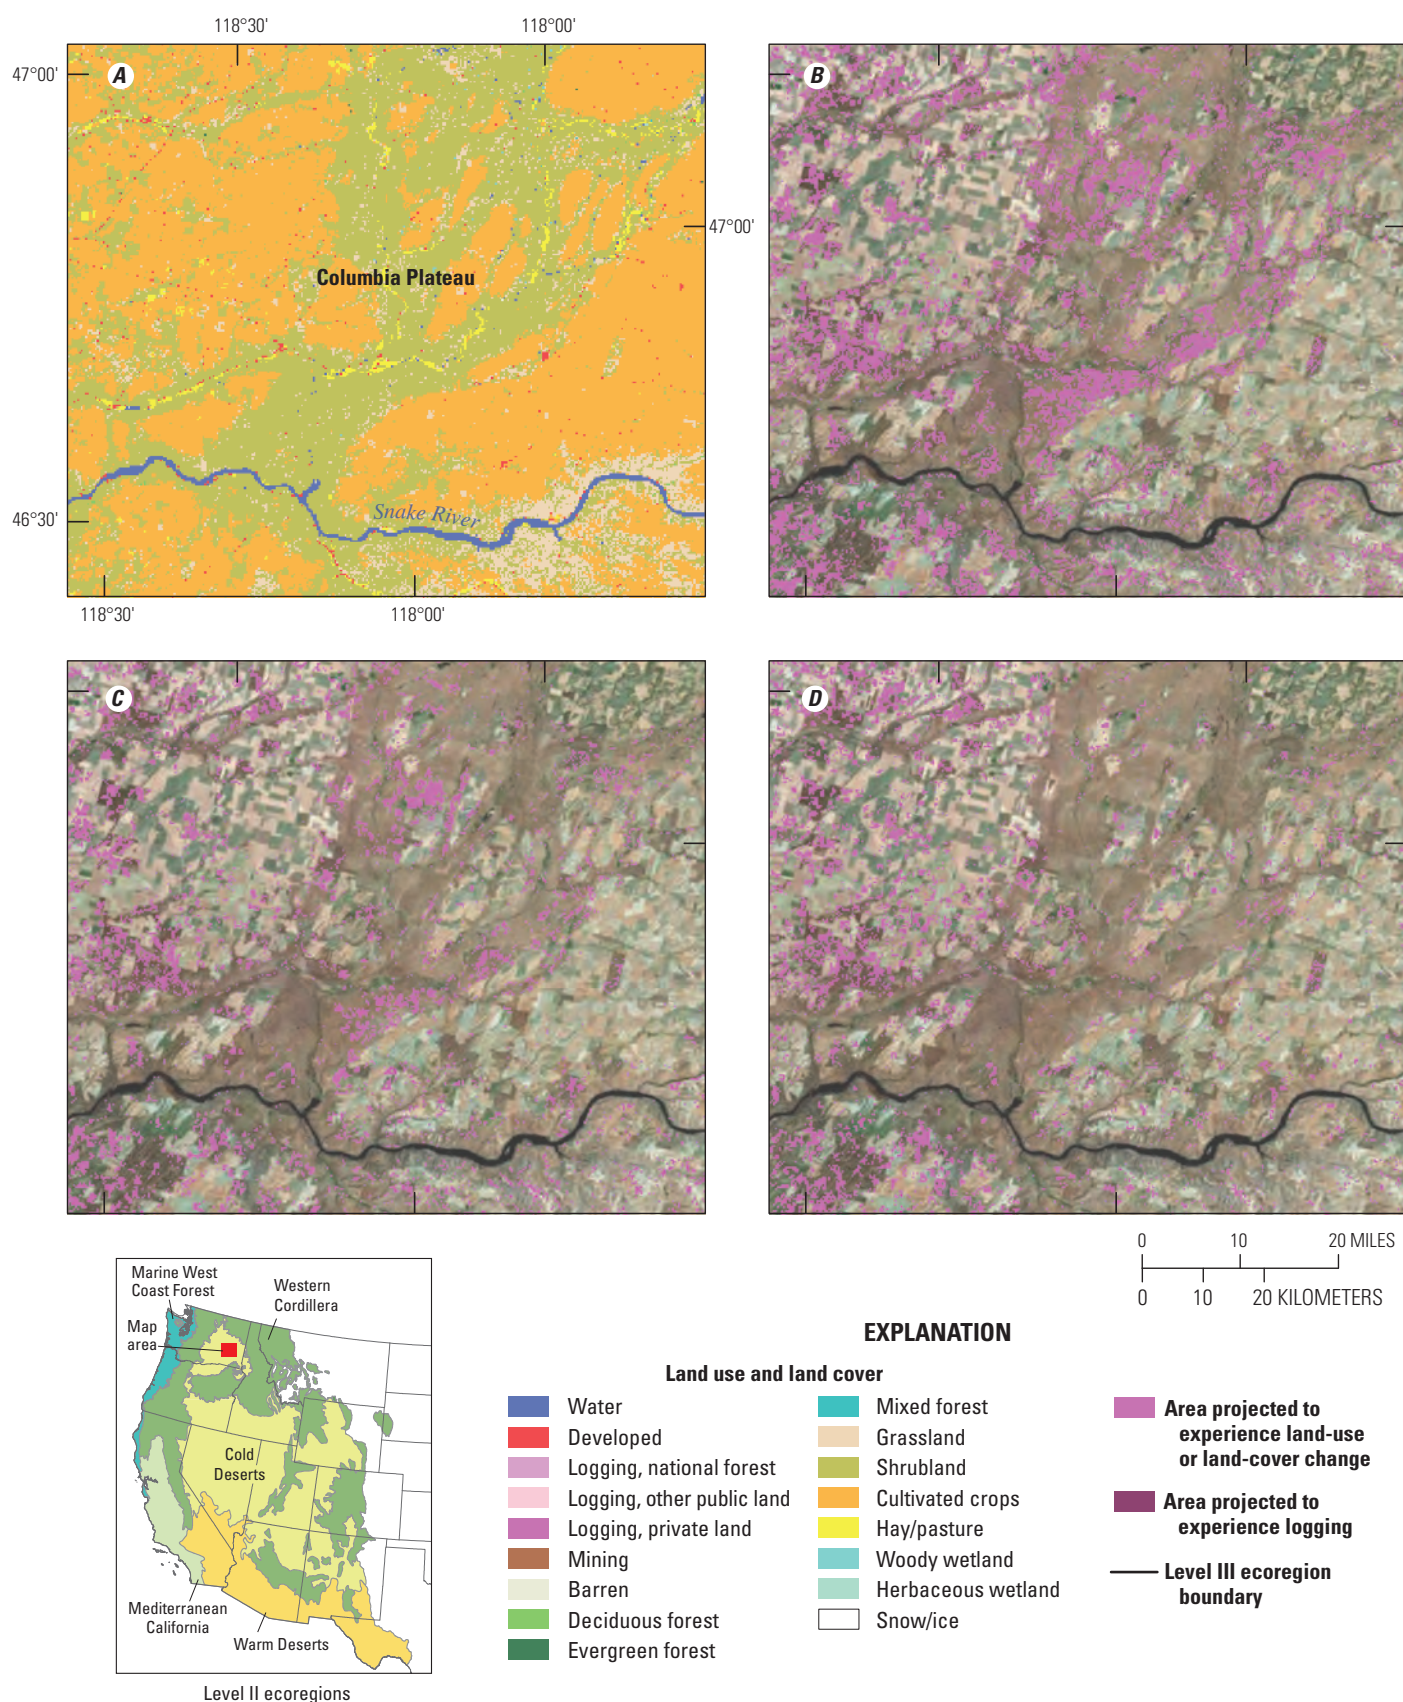 118°30'
118°00'
47°00'
A
B
47°00'
Columbia Plateau
Snake River
46°30'
118°30'
118°00'
C
D
0
10
20 MILES
0
10
20 KILOMETERS
Marine West
Coast Forest
Western
Cordillera
Map
area
Cold
Deserts
Mediterranean
California
Warm Deserts
Level II ecoregions
EXPLANATION
Land use and land cover
Water
Developed
Logging, national forest
Logging, other public land
Logging, private land
Mining
Barren
Deciduous forest
Evergreen forest
Mixed forest
Grassland
Shrubland
Cultivated crops
Hay/pasture
Woody wetland
Herbaceous wetland
Snow/ice
Area projected to
experience land-use
or land-cover change
Area projected to
experience logging
Level III ecoregion
boundary